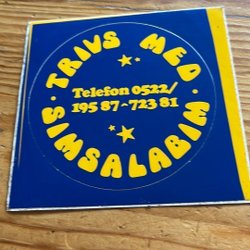 · TRIVS MED ·
Telefon 0522/
195 87-723 81
SIMSALABIM